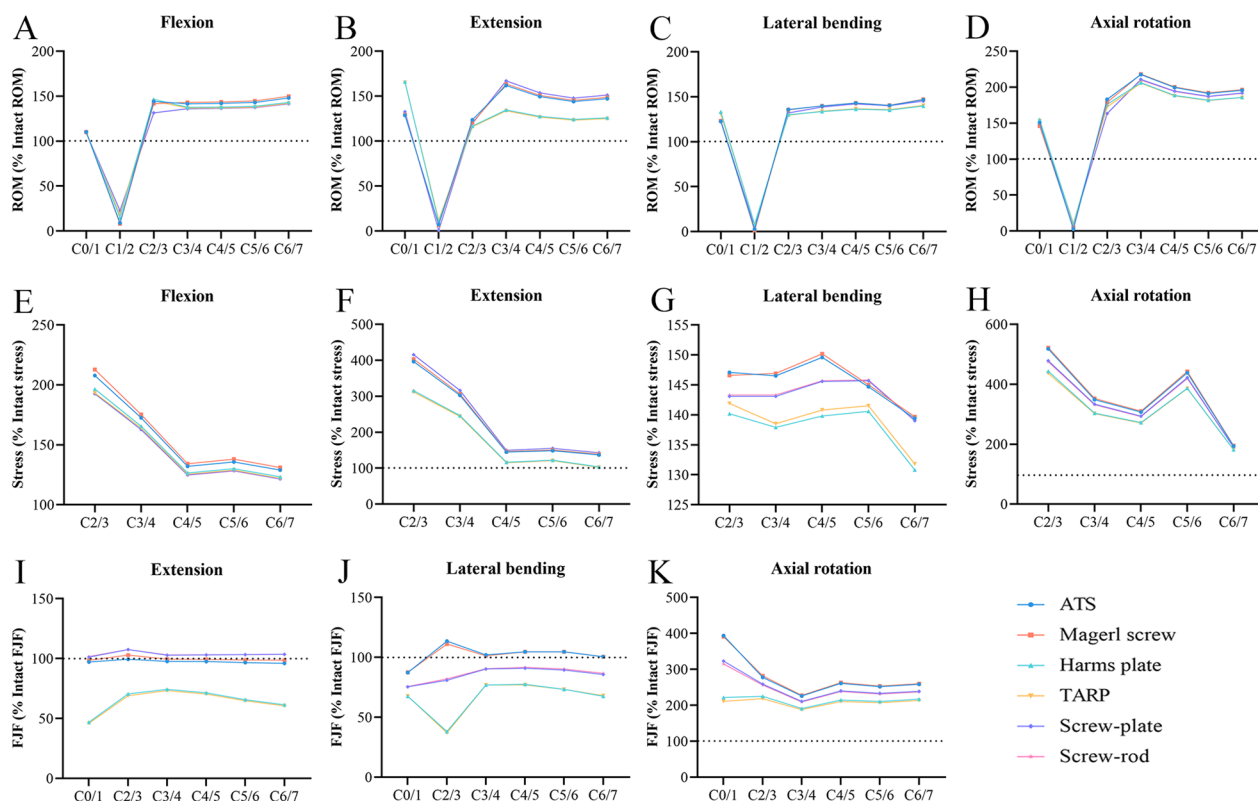 A
Flexion
ROM (% Intact ROM)
200
150
100
50
0
C0/1 C1/2 C2/3 C3/4 C4/5 C5/6 C6/7
B
Extension
ROM (% Intact ROM)
200
150
100
50
0
C0/1 C1/2 C2/3 C3/4 C4/5 C5/6 C6/7
C
Lateral bending
ROM (% Intact ROM)
200
150
100
50
0
C0/1 C1/2 C2/3 C3/4 C4/5 C5/6 C6/7
D
Axial rotation
ROM (% Intact ROM)
250
200
150
100
50
0
C0/1 C1/2 C2/3 C3/4 C4/5 C5/6 C6/7
E
Flexion
Stress (% Intact stress)
250
200
150
100
C2/3 C3/4 C4/5 C5/6 C6/7
F
Extension
Stress (% Intact stress)
500
400
300
200
100
0
C2/3 C3/4 C4/5 C5/6 C6/7
G
Lateral bending
Stress (% Intact stress)
155
150
145
140
135
130
125
C2/3 C3/4 C4/5 C5/6 C6/7
H
Axial rotation
Stress (% Intact stress)
600
400
200
0
C2/3 C3/4 C4/5 C5/6 C6/7
I
Extension
FJF (% Intact FJF)
150
100
50
0
C0/1 C2/3 C3/4 C4/5 C5/6 C6/7
J
Lateral bending
FJF (% Intact FJF)
150
100
50
0
C0/1 C2/3 C3/4 C4/5 C5/6 C6/7
K
Axial rotation
FJF (% Intact FJF)
500
400
300
200
100
0
C0/1 C2/3 C3/4 C4/5 C5/6 C6/7
ATS
Magerl screw
Harms plate
TARP
Screw-plate
Screw-rod